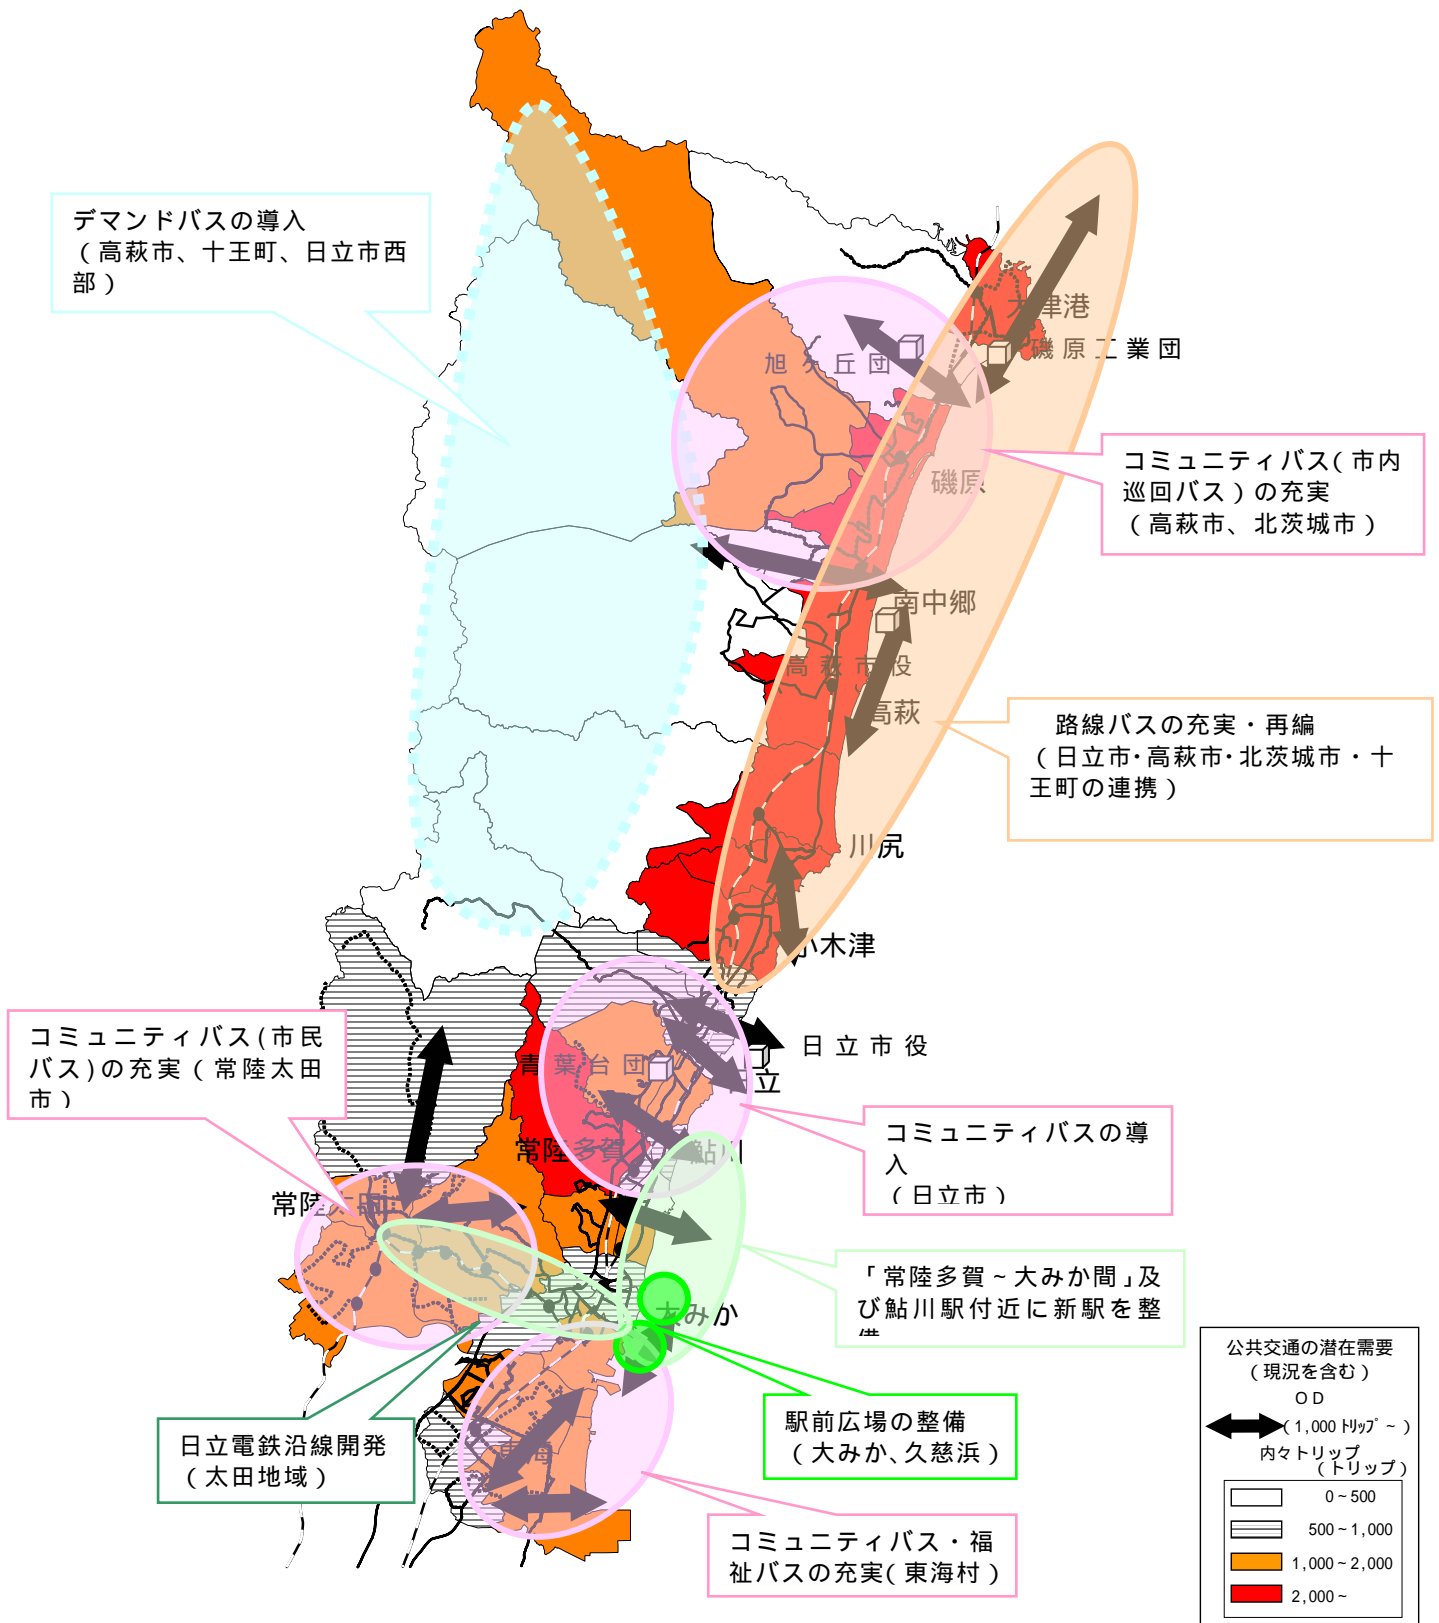 デマンドバスの導入
（高萩市、十王町、日立市西
部）
大津港
磯原工業団
旭ヶ丘団
コミュニティバス(市内
巡回バス）の充実
（高萩市、北茨城市）
磯原
南中郷
高萩市役
高萩
路線バスの充実・再編
（日立市･高萩市･北茨城市・十
王町の連携）
川尻
小木津
コミュニティバス(市民
バス)の充実（常陸太田
市）
日立市役
青葉台団
立
コミュニティバスの導
入
（日立市）
常陸多賀
鮎川
常陸太田
「常陸多賀～大みか間」及
び鮎川駅付近に新駅を整
大みか
駅前広場の整備
（大みか、久慈浜）
日立電鉄沿線開発
（太田地域）
東海
コミュニティバス・福
祉バスの充実(東海村）
公共交通の潜在需要
（現況を含む）
OD
(1,000ﾄﾘｯﾌﾟ～)
内々トリップ
(トリップ)
0～500
500～1,000
1,000～2,000
2,000～